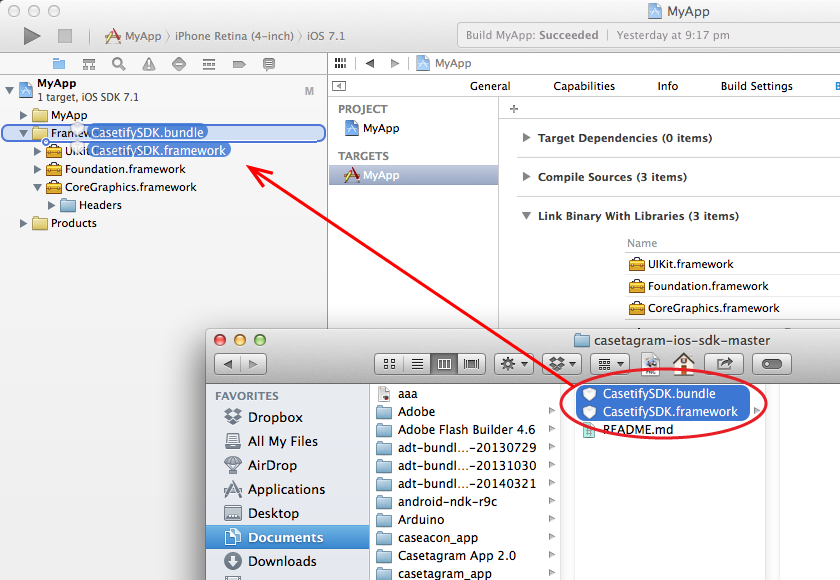 MyApp
MyApp iPhone Retina (4-inch) iOS 7.1
Build MyApp: Succeeded Yesterday at 9:17 pm
MyApp
1 target, iOS SDK 7.1
M
MyApp
Framew
CasetifySDK.bundle
UIKit
CasetifySDK.framework
Foundation.framework
CoreGraphics.framework
Headers
Products
MyApp
General Capabilities Info Build Settings
PROJECT
MyApp
TARGETS
MyApp
Target Dependencies (0 items)
Compile Sources (3 items)
Link Binary With Libraries (3 items)
Name
UIKit.framework
Foundation.framework
CoreGraphics.framework
casetagram-ios-sdk-master
FAVORITES
Dropbox
All My Files
AirDrop
Applications
Desktop
Documents
Downloads
aaa
Adobe
Adobe Flash Builder 4.6
adt-bundl...-20130729
adt-bundl...-20131030
adt-bundl...-20140321
android-ndk-r9c
Arduino
caseacon_app
Casetagram App 2.0
casetagram_app
CasetifySDK.bundle
CasetifySDK.framework
README.md